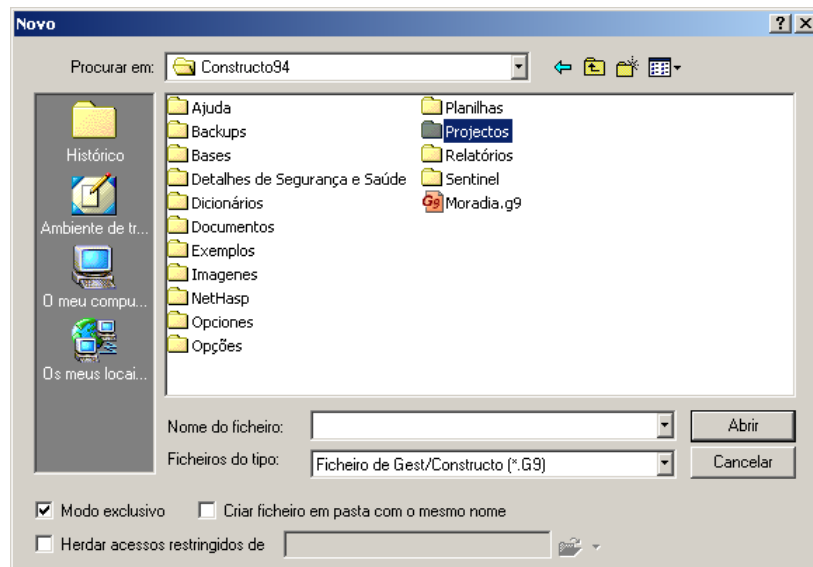 Novo
Procurar em: Constructo94
Histórico
Ambiente de tr...
O meu compu...
Os meus locai...
Ajuda
Backups
Bases
Detalhes de Segurança e Saúde
Dicionários
Documentos
Exemplos
Imagenes
NetHasp
Opciones
Opções
Planilhas
Projectos
Relatórios
Sentinel
G9 Moradia.g9
Nome do ficheiro: Abrir
Ficheiros do tipo: Ficheiro de Gest/Constructo (*.G9) Cancelar
Modo exclusivo Criar ficheiro em pasta com o mesmo nome
Herdar acessos restringidos de